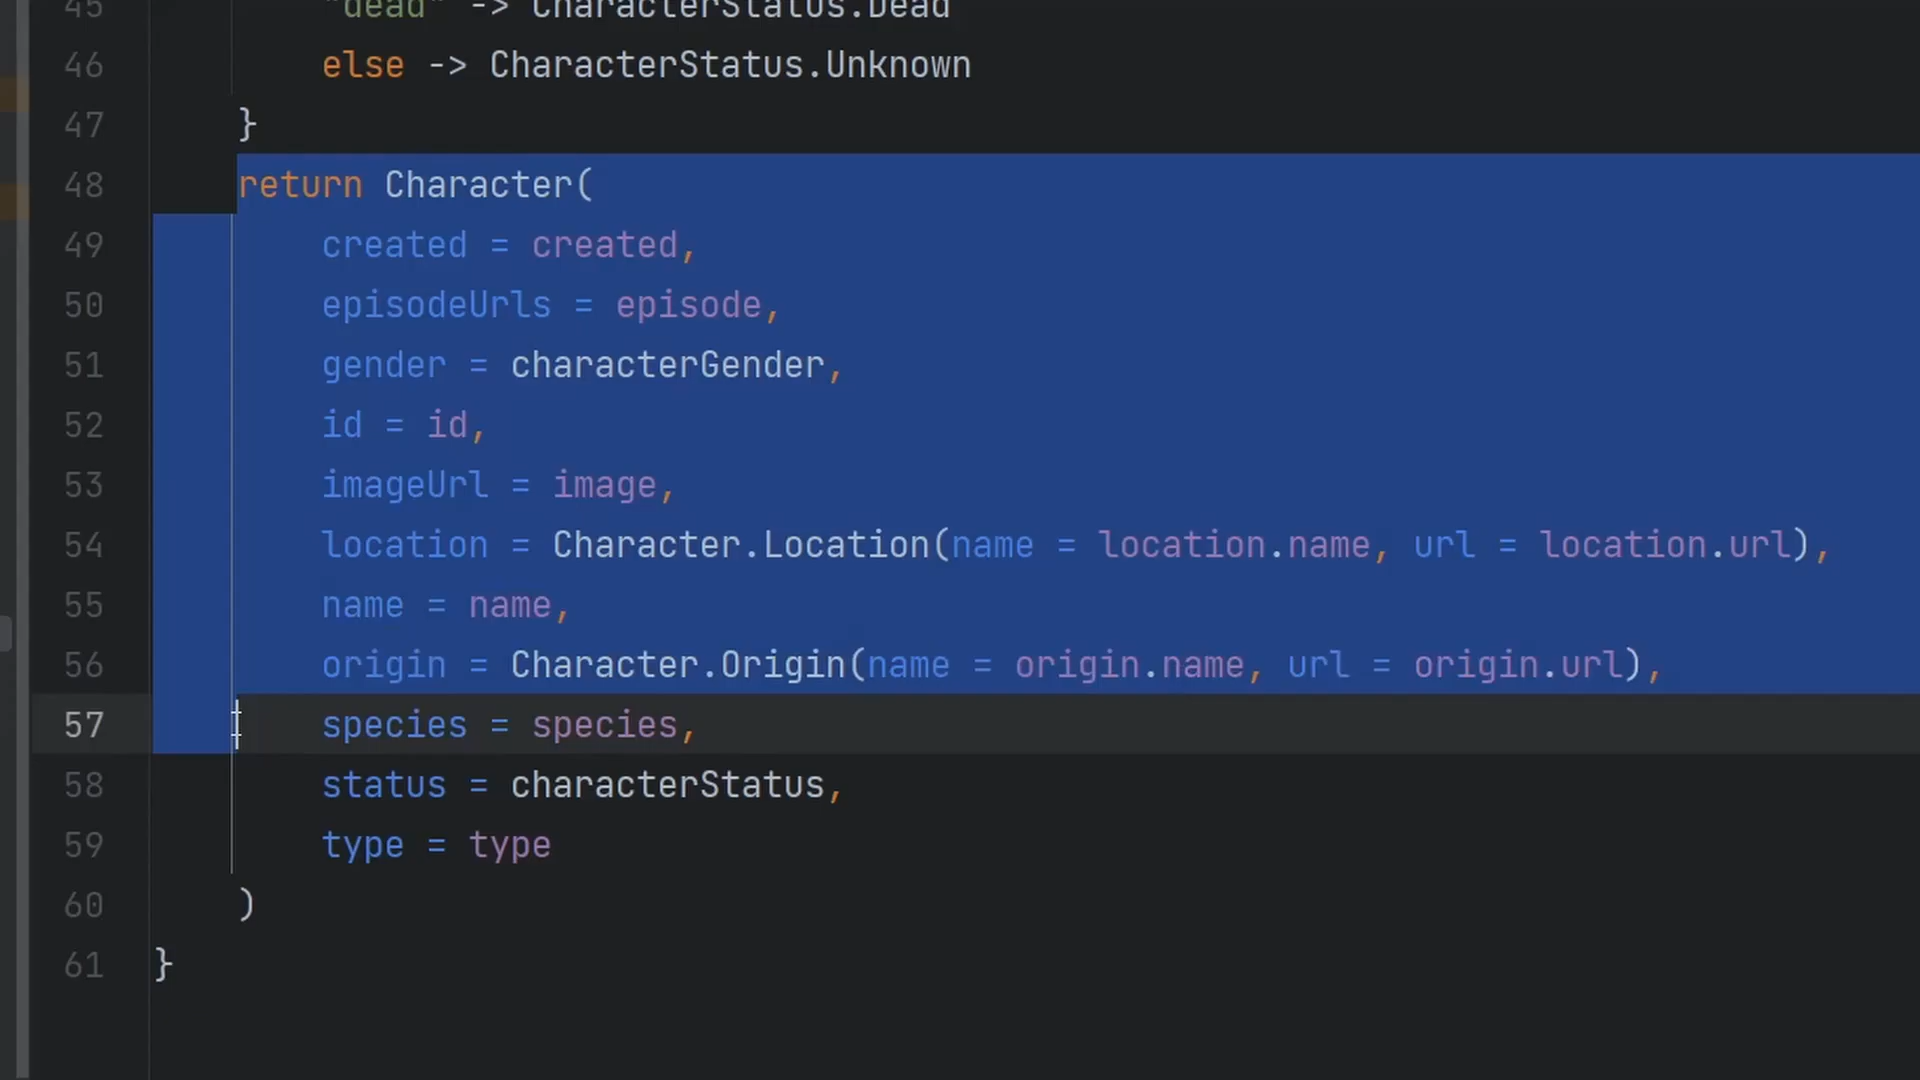 45 "dead" -> CharacterStatus.Dead
46 else -> CharacterStatus.Unknown
47 }
48 return Character(
49 created = created,
50 episodeUrls = episode,
51 gender = characterGender,
52 id = id,
53 imageUrl = image,
54 location = Character.Location(name = location.name, url = location.url),
55 name = name,
56 origin = Character.Origin(name = origin.name, url = origin.url),
57 species = species,
58 status = characterStatus,
59 type = type
60 )
61 }